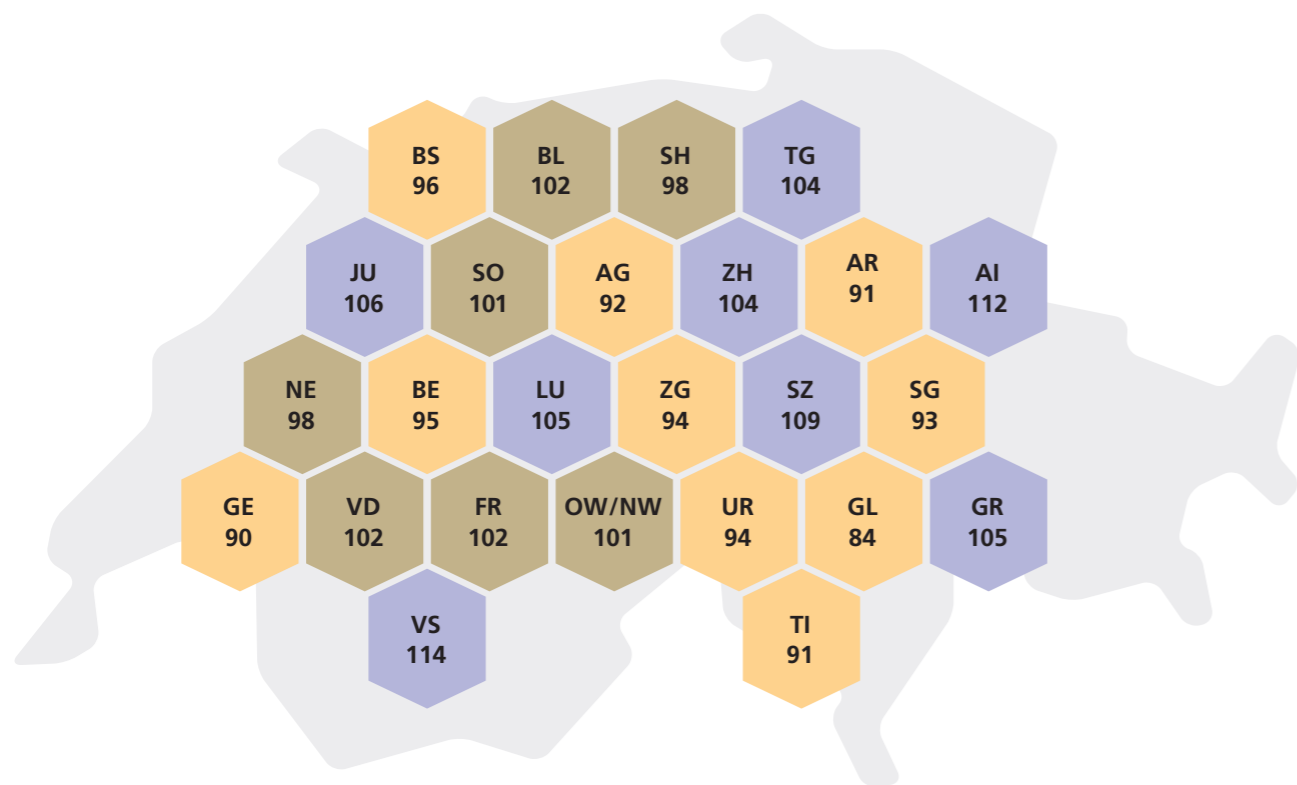 BS
96
BL
102
SH
98
TG
104
JU
106
SO
101
AG
92
ZH
104
AR
91
AI
112
NE
98
BE
95
LU
105
ZG
94
SZ
109
SG
93
GE
90
VD
102
FR
102
OW/NW
101
UR
94
GL
84
GR
105
VS
114
TI
91